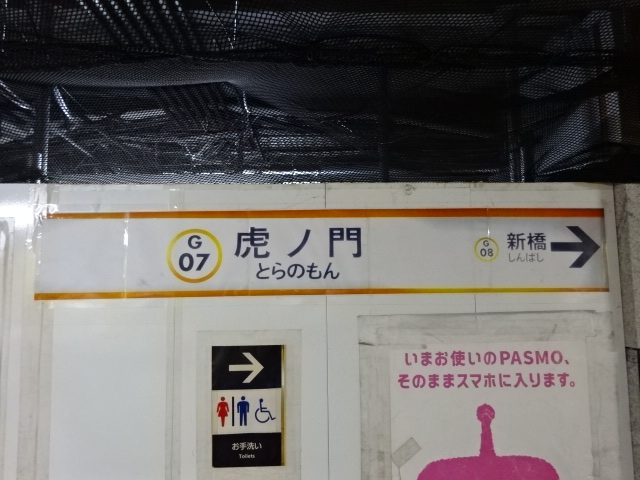 G
07
虎ノ門
とらのもん
G
08
新橋
しんばし
お手洗い
Toilets
いまお使いのPASMO、
そのままスマホに入ります。